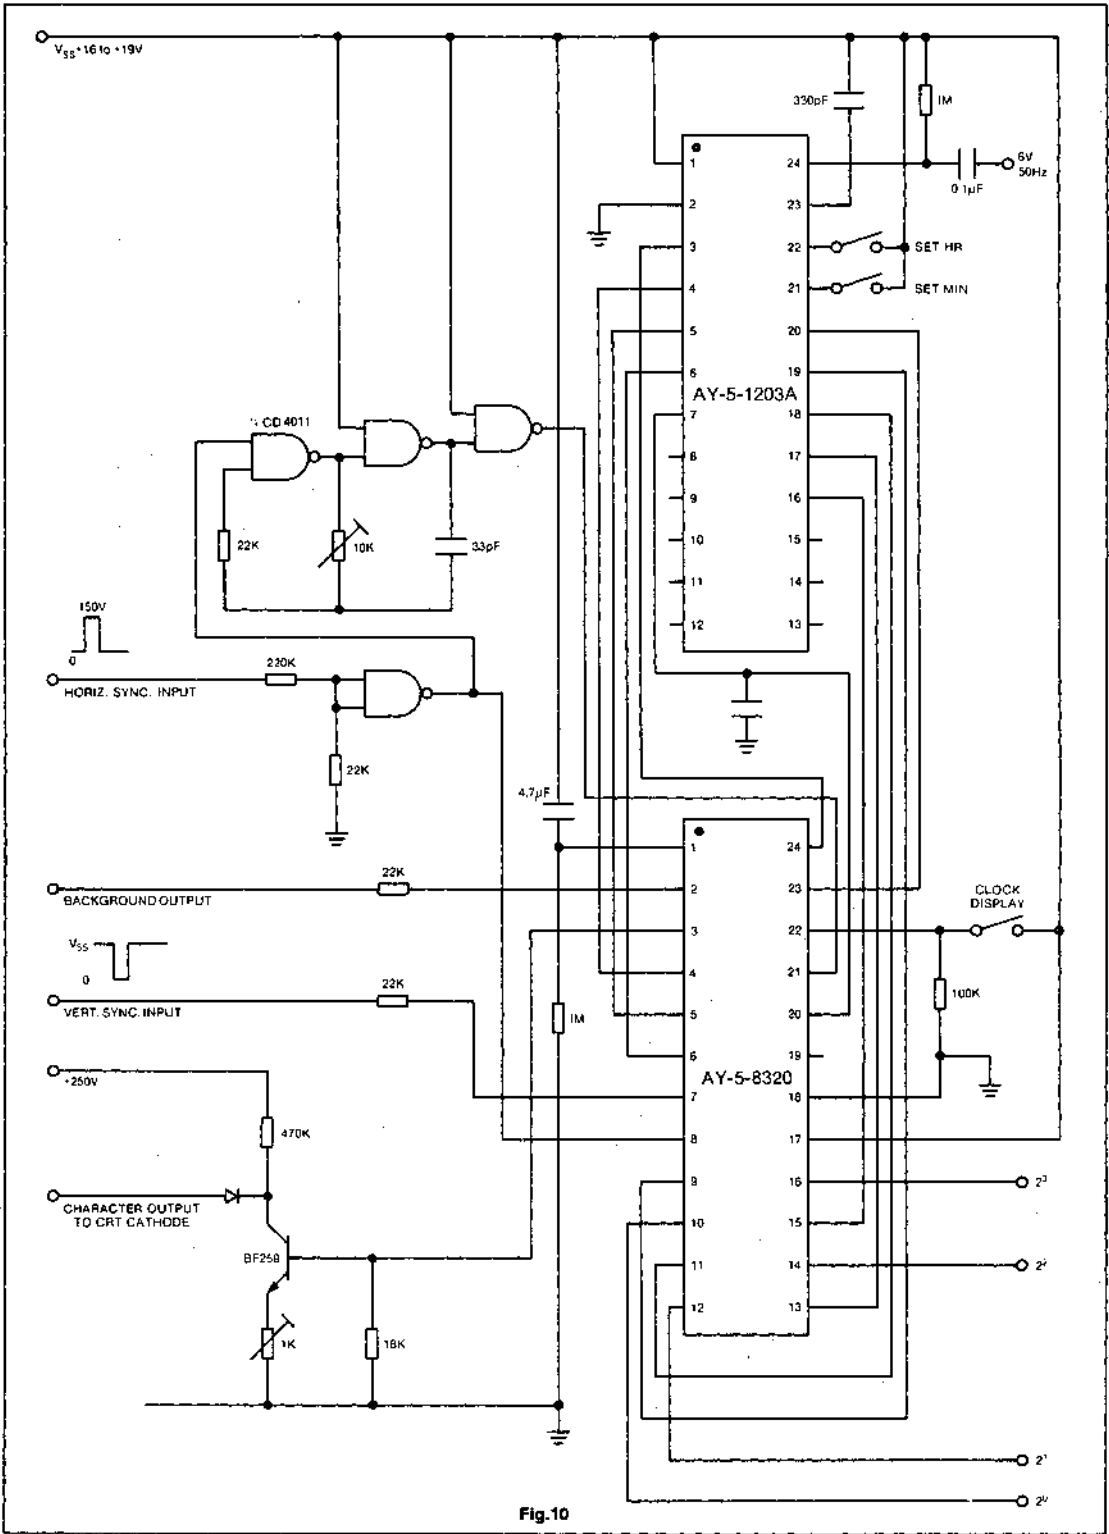 VSS +16 to +19V
330pF
1M
6V
50Hz
0.1µF
1
2
3
4
5
6
7
8
9
10
11
12
24
23
22
21
20
19
18
17
16
15
14
13
SET HR
SET MIN
AY-5-1203A
CD4011
22K
10K
33pF
150V
0
HORIZ. SYNC. INPUT
220K
22K
4.7µF
22K
BACKGROUND OUTPUT
VSS
0
22K
VERT. SYNC. INPUT
1M
+250V
470K
CHARACTER OUTPUT
TO CRT CATHODE
BF258
1K
18K
1
2
3
4
5
6
7
8
9
10
11
12
24
23
22
21
20
19
18
17
16
15
14
13
AY-5-8320
CLOCK
DISPLAY
100K
2³
2²
2¹
2⁰
Fig.10